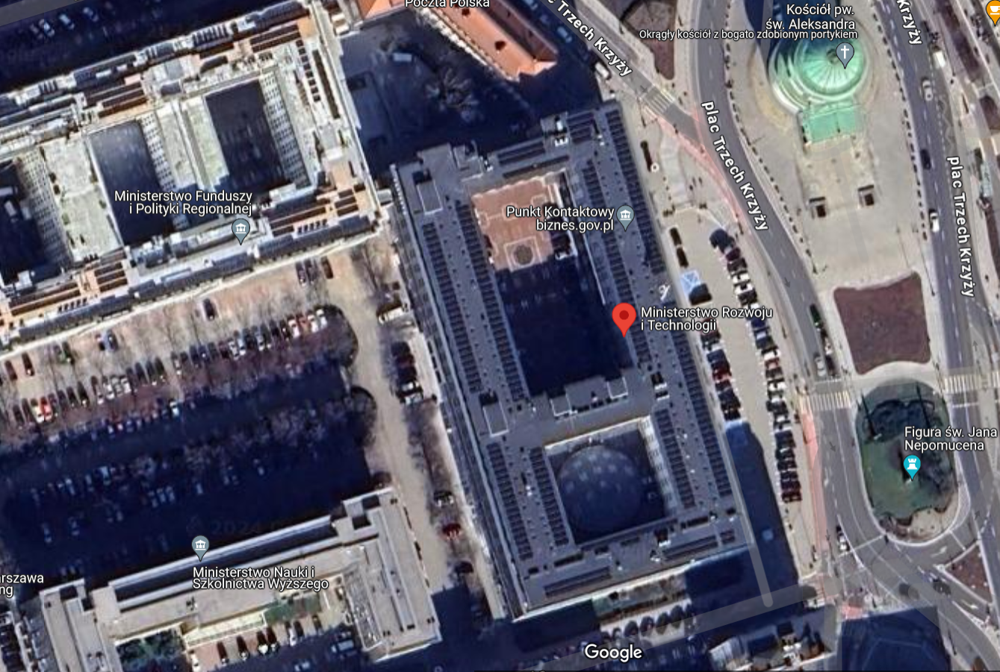 Poczta Polska
c Trzech Krzyży
Krzyży
Kościół pw.
św. Aleksandra
Okrągły kościół z bogato zdobionym portykiem
plac Trzech Krzyży
plac Trzech Krzyży
Ministerstwo Funduszy
i Polityki Regionalnej
Punkt Kontaktowy
biznes.gov.pl
Ministerstwo Rozwoju
i Technologii
Figura św. Jana
Nepomucena
Ministerstwo Nauki i
Szkolnictwa Wyższego
arszawa
ng
Google